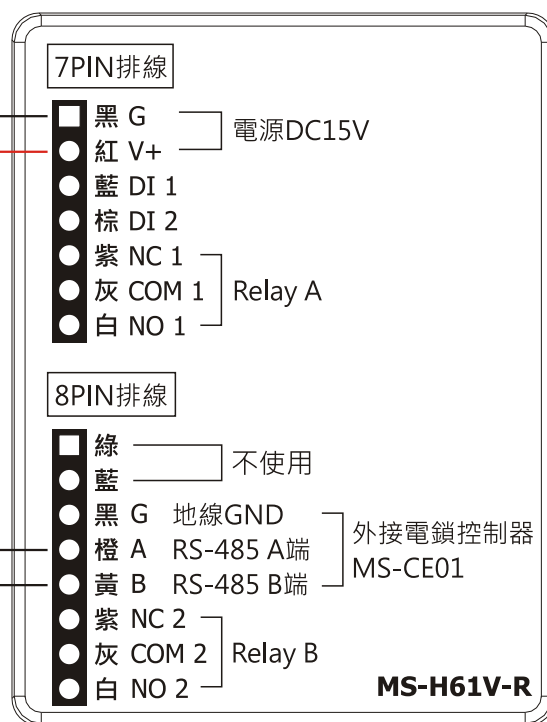 7PIN排線
黑 G
紅 V+
電源DC15V
藍 DI 1
棕 DI 2
紫 NC 1
灰 COM 1
白 NO 1
Relay A
8PIN排線
綠
藍
不使用
黑 G 地線GND
橙 A RS-485 A端
黃 B RS-485 B端
外接電鎖控制器
MS-CE01
紫 NC 2
灰 COM 2
白 NO 2
Relay B
MS-H61V-R